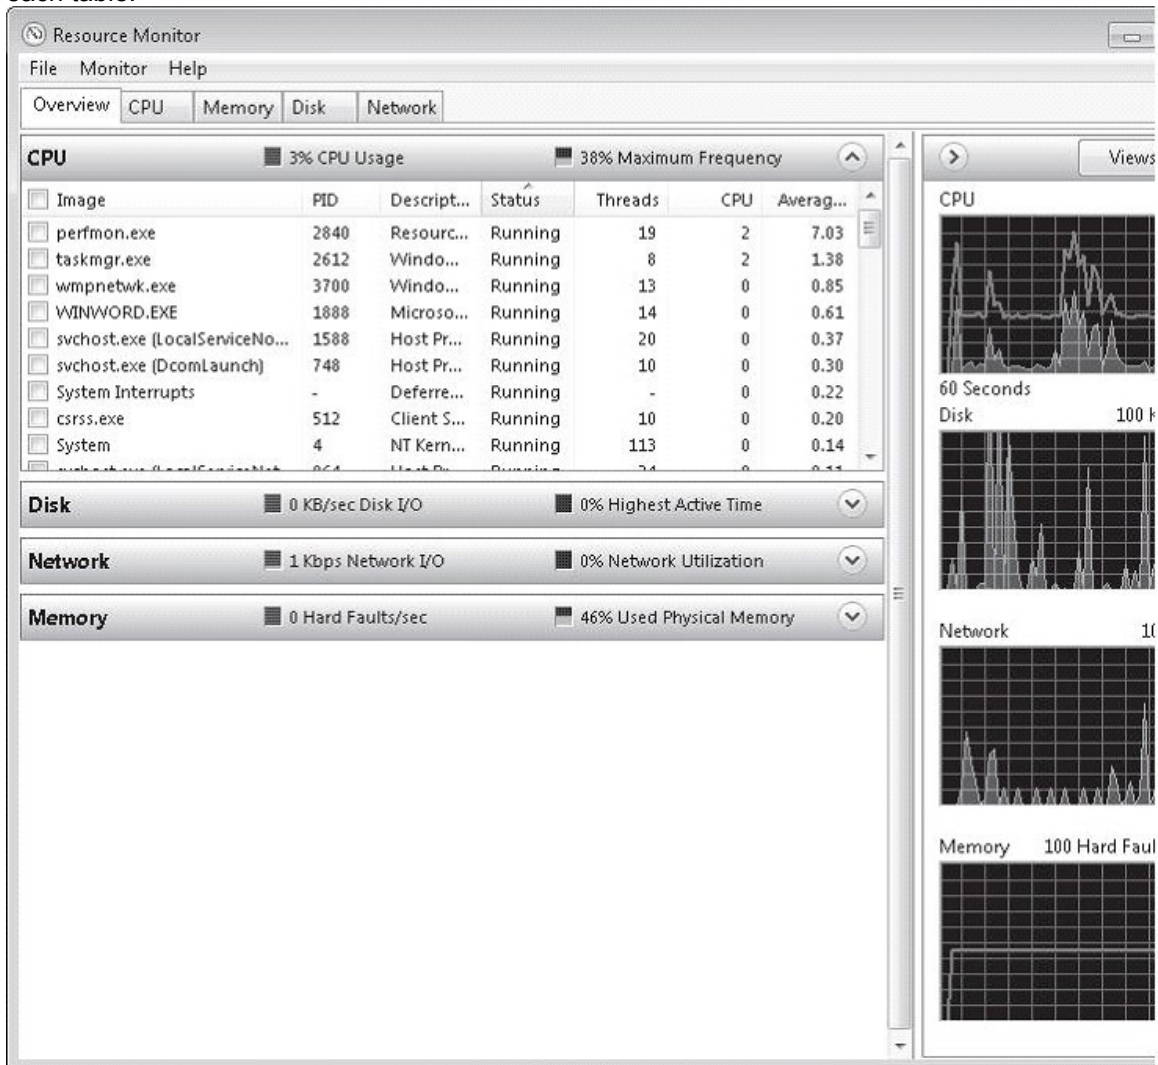 each table.
Resource Monitor
File Monitor Help
Overview CPU Memory Disk Network
CPU 3% CPU Usage 38% Maximum Frequency
Image PID Descript... Status Threads CPU Averag...
perfmon.exe 2840 Resourc... Running 19 2 7.03
taskmgr.exe 2612 Windo... Running 8 2 1.38
wmpnetwk.exe 3700 Windo... Running 13 0 0.85
WINWORD.EXE 1888 Microso... Running 14 0 0.61
svchost.exe (LocalServiceNo... 1588 Host Pr... Running 20 0 0.37
svchost.exe (DcomLaunch) 748 Host Pr... Running 10 0 0.30
System Interrupts - Deferre... Running - 0 0.22
csrss.exe 512 Client S... Running 10 0 0.20
System 4 NT Kern... Running 113 0 0.14
Disk 0 KB/sec Disk I/O 0% Highest Active Time
Network 1 Kbps Network I/O 0% Network Utilization
Memory 0 Hard Faults/sec 46% Used Physical Memory
Views
CPU
60 Seconds
Disk 100
Network
Memory 100 Hard Faul